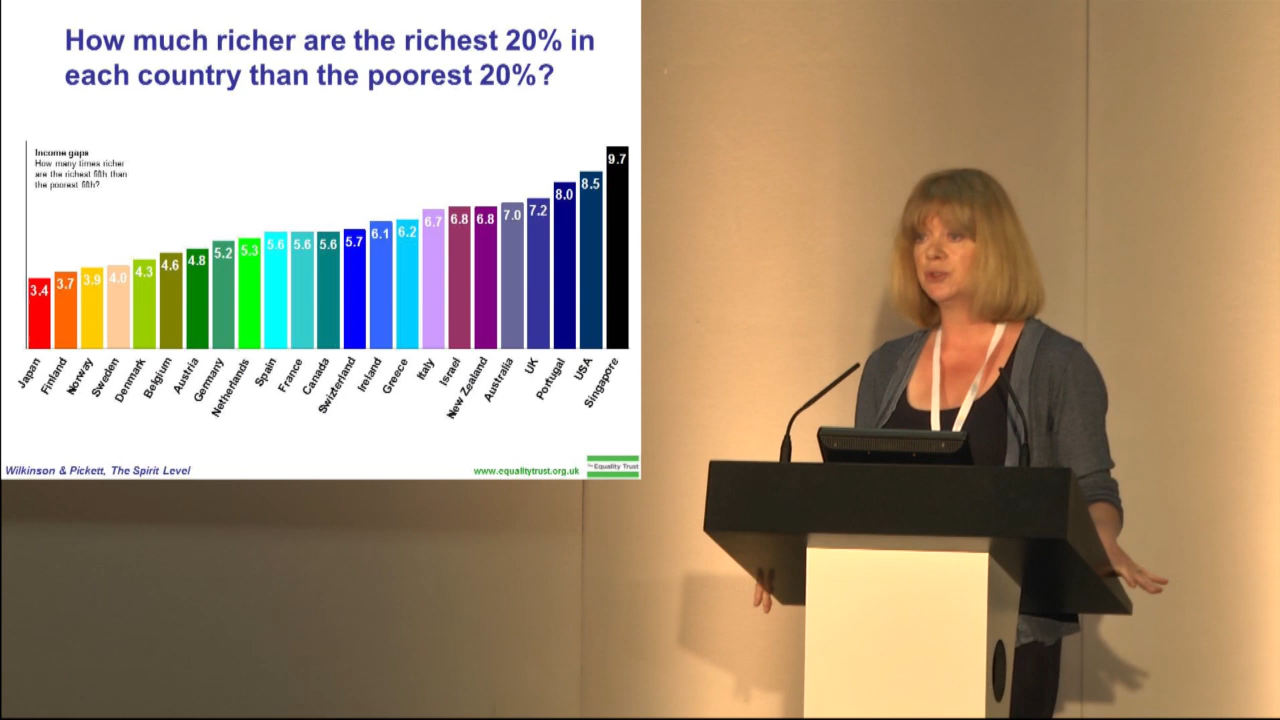 How much richer are the richest 20% in
each country than the poorest 20%?
Income gaps
How many times richer
are the richest fifth than
the poorest fifth?
3.4
3.7
3.9
4.0
4.3
4.6
4.8
5.2
5.3
5.6
5.6
5.6
5.7
6.1
6.2
6.7
6.8
6.8
7.0
7.2
8.0
8.5
9.7
Japan
Finland
Norway
Sweden
Denmark
Belgium
Austria
Germany
Netherlands
Spain
France
Canada
Swizterland
Ireland
Greece
Italy
Israel
New Zealand
Australia
UK
Portugal
USA
Singapore
Wilkinson & Pickett, The Spirit Level
www.equalitytrust.org.uk
The Equality Trust